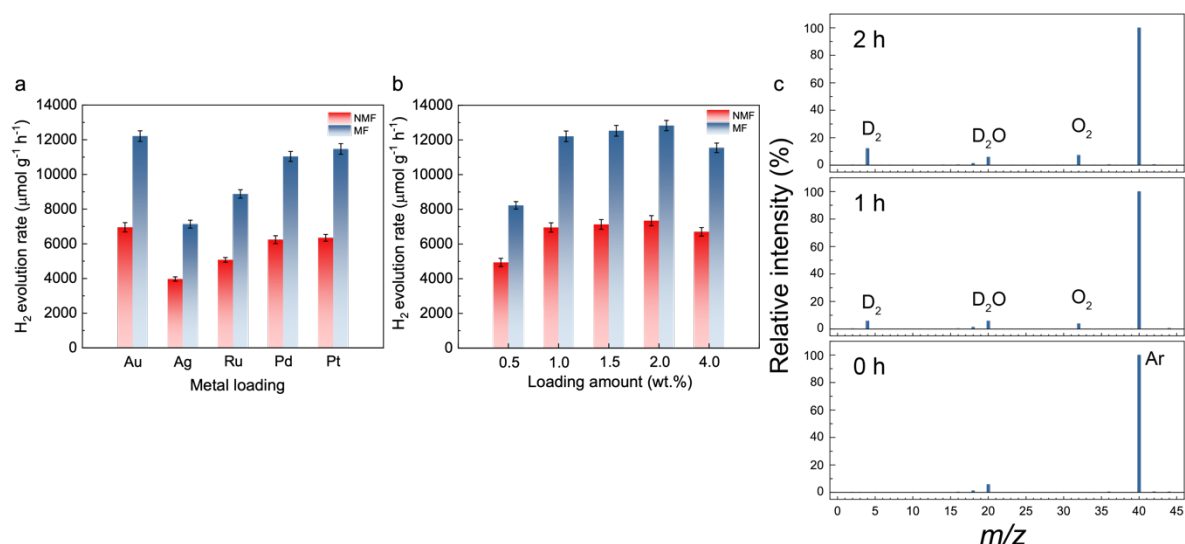 a
H₂ evolution rate (μmol g⁻¹ h⁻¹)
14000
12000
10000
8000
6000
4000
2000
0
NMF
MF
Au Ag Ru Pd Pt
Metal loading
b
H₂ evolution rate (μmol g⁻¹ h⁻¹)
14000
12000
10000
8000
6000
4000
2000
0
NMF
MF
0.5 1.0 1.5 2.0 4.0
Loading amount (wt.%)
c
Relative intensity (%)
2 h
100
80
60
40
20
0
D₂
D₂O
O₂
1 h
100
80
60
40
20
0
D₂
D₂O
O₂
0 h
100
80
60
40
20
0
Ar
0 5 10 15 20 25 30 35 40 45
m/z